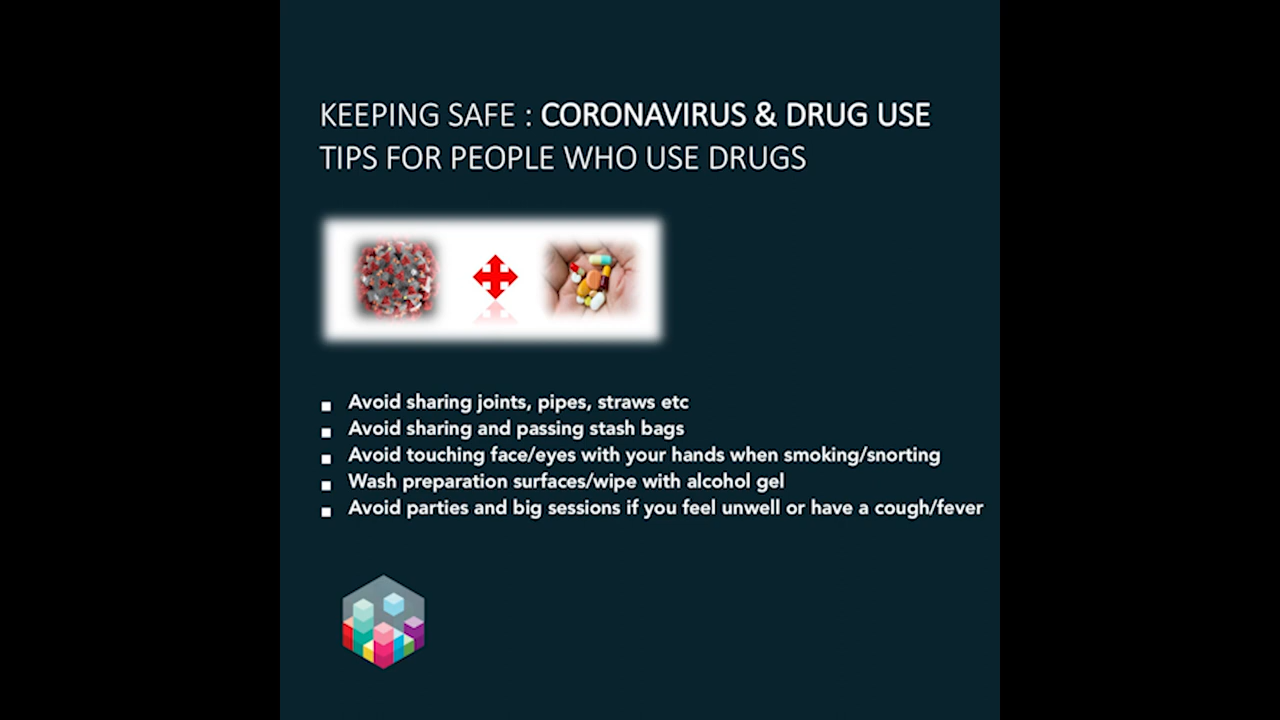 KEEPING SAFE : CORONAVIRUS & DRUG USE
TIPS FOR PEOPLE WHO USE DRUGS
Avoid sharing joints, pipes, straws etc
Avoid sharing and passing stash bags
Avoid touching face/eyes with your hands when smoking/snorting
Wash preparation surfaces/wipe with alcohol gel
Avoid parties and big sessions if you feel unwell or have a cough/fever